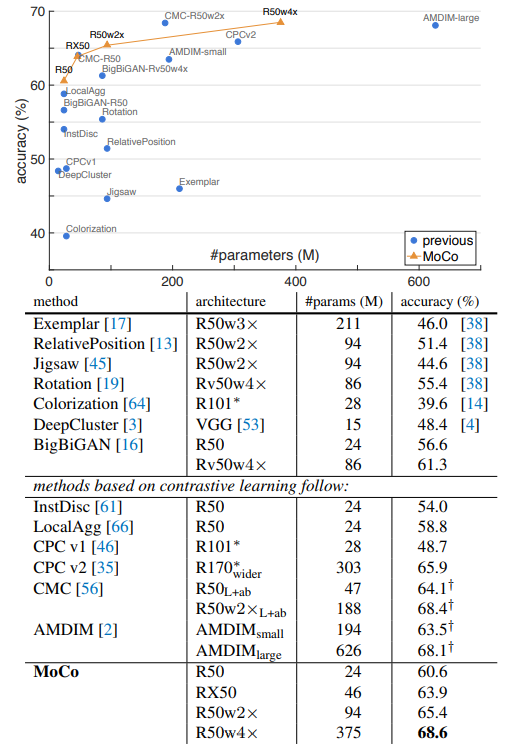 70
60
50
40
accuracy (%)
0
200
400
600
#parameters (M)
CMC-R50w2x
R50w4x
AMDIM-large
R50w2x
CPCv2
RX50
AMDIM-small
CMC-R50
R50
BigBiGAN-Rv50w4x
LocalAgg
BigBiGAN-R50
Rotation
InstDisc
RelativePosition
CPCv1
DeepCluster
Exemplar
Jigsaw
Colorization
previous
MoCo
method architecture #params (M) accuracy (%)
Exemplar [17] R50w3× 211 46.0 [38]
RelativePosition [13] R50w2× 94 51.4 [38]
Jigsaw [45] R50w2× 94 44.6 [38]
Rotation [19] Rv50w4× 86 55.4 [38]
Colorization [64] R101* 28 39.6 [14]
DeepCluster [3] VGG [53] 15 48.4 [4]
BigBiGAN [16] R50 24 56.6
Rv50w4× 86 61.3
methods based on contrastive learning follow:
InstDisc [61] R50 24 54.0
LocalAgg [66] R50 24 58.8
CPC v1 [46] R101* 28 48.7
CPC v2 [35] R170*wider 303 65.9
CMC [56] R50L+ab 47 64.1†
R50w2×L+ab 188 68.4†
AMDIM [2] AMDIMsmall 194 63.5†
AMDIMlarge 626 68.1†
MoCo R50 24 60.6
RX50 46 63.9
R50w2× 94 65.4
R50w4× 375 68.6